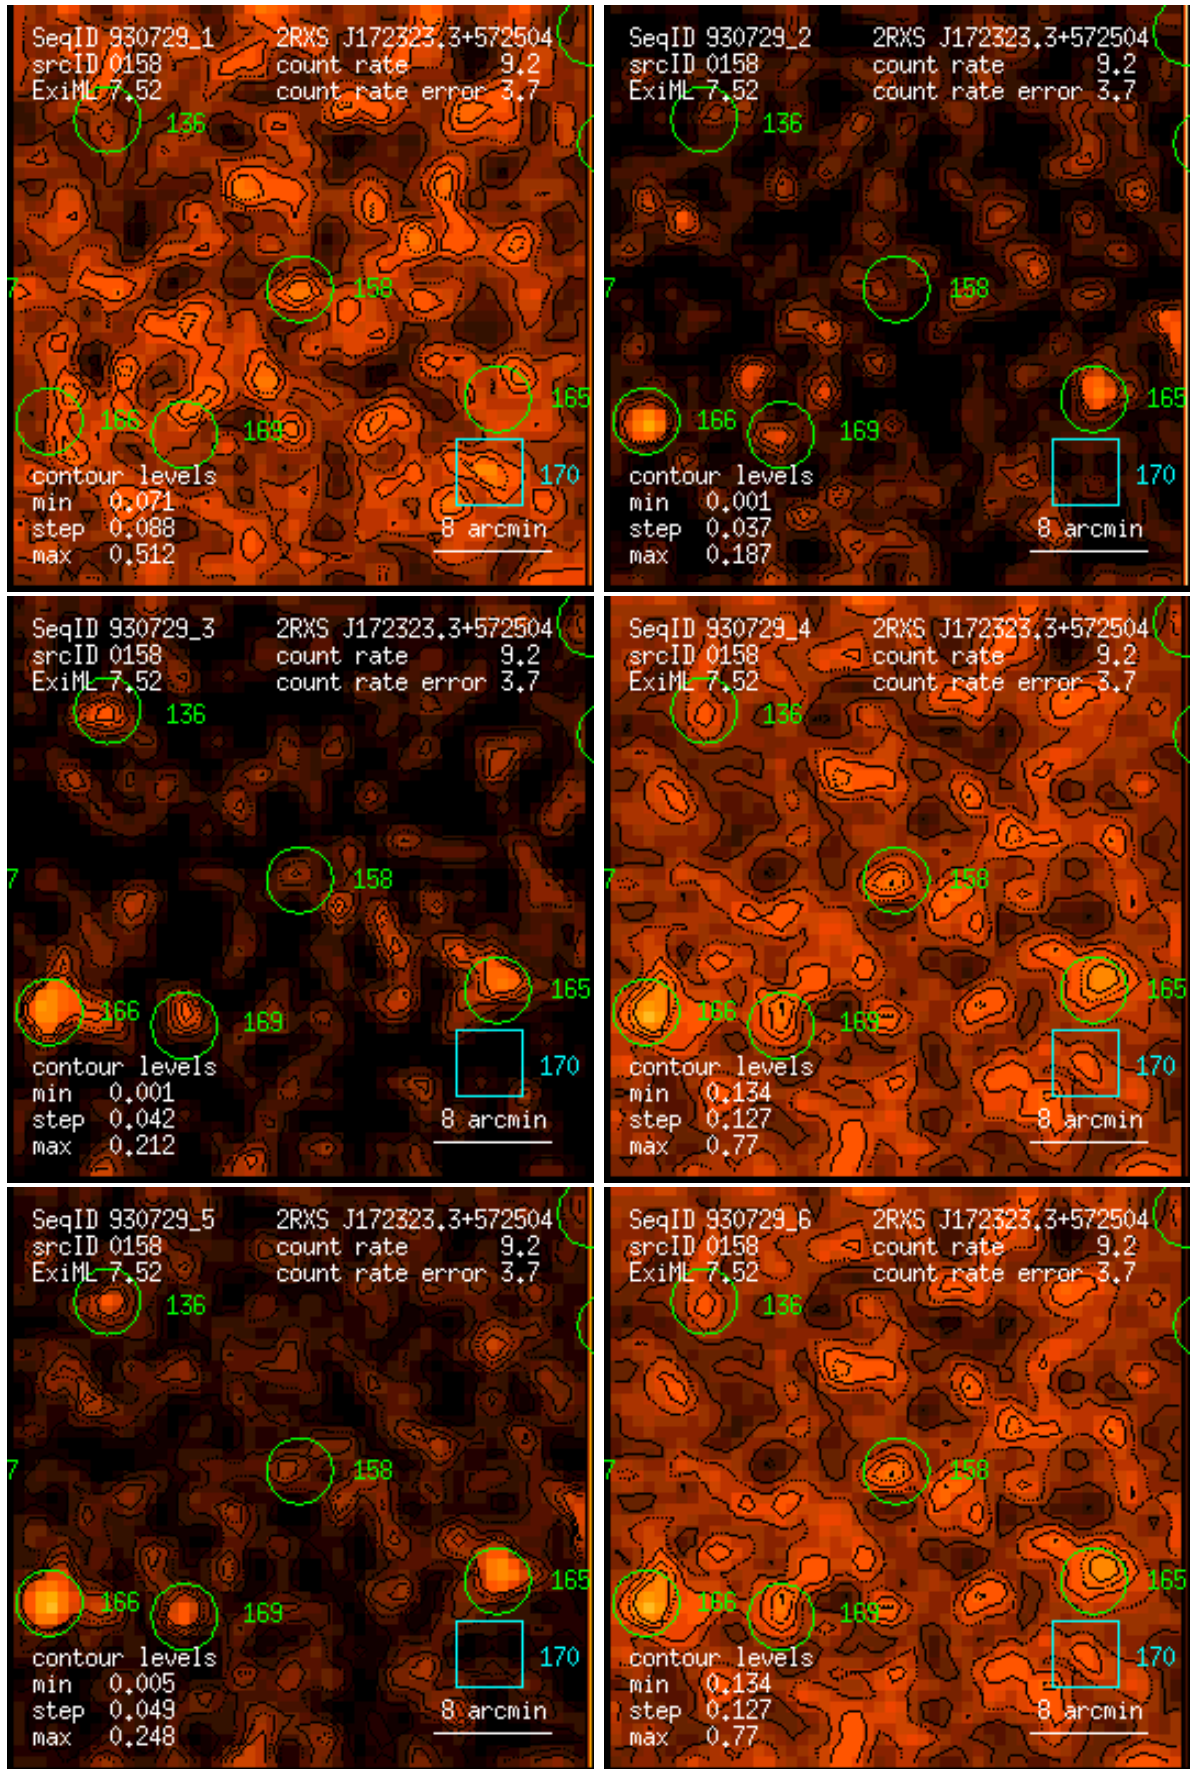 SeqID 930729_1 2RXS J172323.3+572504
srcID 0158 count rate 9.2
ExiML 7.52 count rate error 3.7
136
7 158
166 169 165
contour levels 170
min 0.071
step 0.088 8 arcmin
max 0.512
SeqID 930729_2 2RXS J172323.3+572504
srcID 0158 count rate 9.2
ExiML 7.52 count rate error 3.7
136
7 158
166 169 165
contour levels 170
min 0.001
step 0.037 8 arcmin
max 0.187
SeqID 930729_3 2RXS J172323.3+572504
srcID 0158 count rate 9.2
ExiML 7.52 count rate error 3.7
136
7 158
166 169 165
contour levels 170
min 0.001
step 0.042 8 arcmin
max 0.212
SeqID 930729_4 2RXS J172323.3+572504
srcID 0158 count rate 9.2
ExiML 7.52 count rate error 3.7
136
7 158
166 169 165
contour levels 170
min 0.134
step 0.127 8 arcmin
max 0.77
SeqID 930729_5 2RXS J172323.3+572504
srcID 0158 count rate 9.2
ExiML 7.52 count rate error 3.7
136
7 158
166 169 165
contour levels 170
min 0.005
step 0.049 8 arcmin
max 0.248
SeqID 930729_6 2RXS J172323.3+572504
srcID 0158 count rate 9.2
ExiML 7.52 count rate error 3.7
136
7 158
166 169 165
contour levels 170
min 0.134
step 0.127 8 arcmin
max 0.77